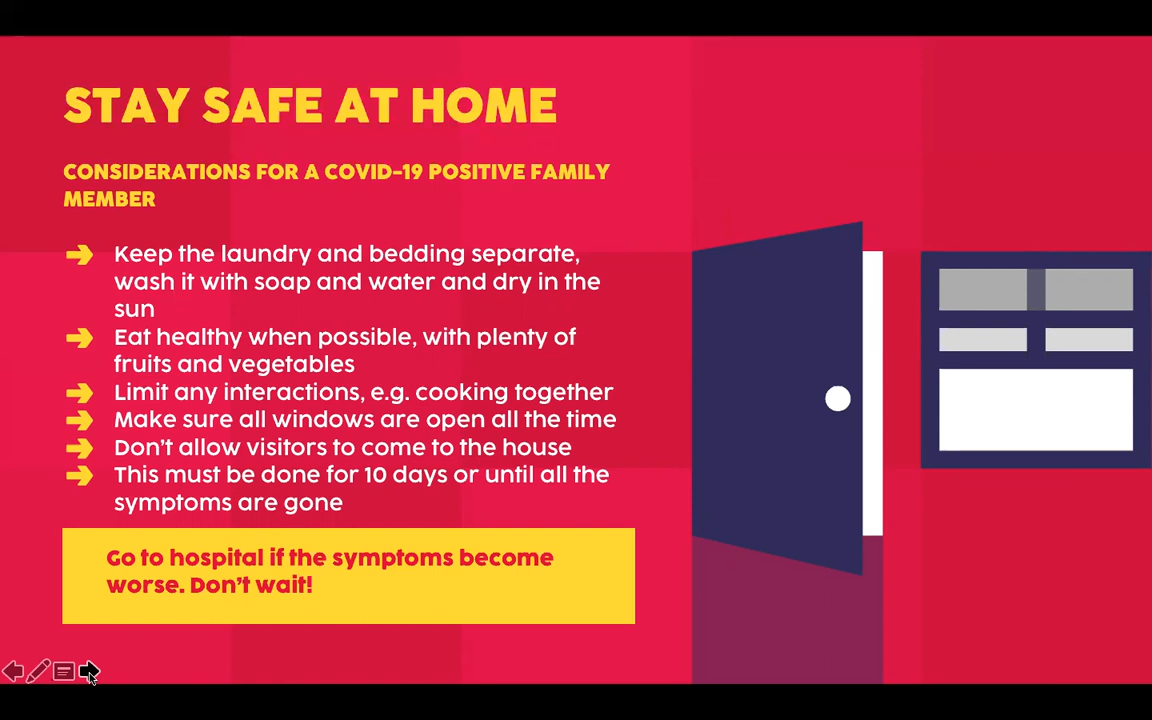 STAY SAFE AT HOME
CONSIDERATIONS FOR A COVID-19 POSITIVE FAMILY
MEMBER
Keep the laundry and bedding separate,
wash it with soap and water and dry in the
sun
Eat healthy when possible, with plenty of
fruits and vegetables
Limit any interactions, e.g. cooking together
Make sure all windows are open all the time
Don't allow visitors to come to the house
This must be done for 10 days or until all the
symptoms are gone
Go to hospital if the symptoms become
worse. Don't wait!